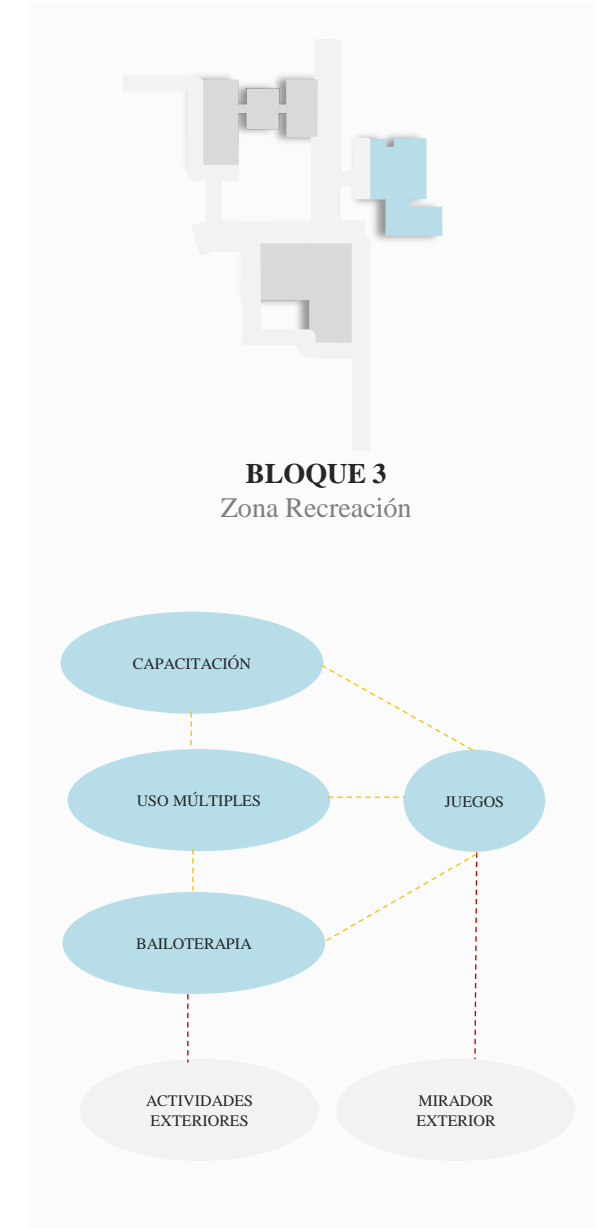 BLOQUE 3
Zona Recreación
CAPACITACIÓN
USO MÚLTIPLES
JUEGOS
BAILOTERAPIA
ACTIVIDADES
EXTERIORES
MIRADOR
EXTERIOR